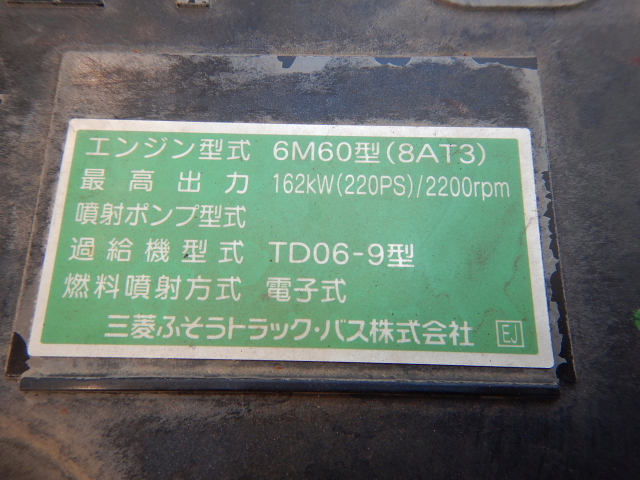 エンジン型式 6M60型(8AT3)
最高出力 162kW(220PS)/2200rpm
噴射ポンプ型式
過給機型式 TD06-9型
燃料噴射方式 電子式
三菱ふそうトラック・バス株式会社 EJ